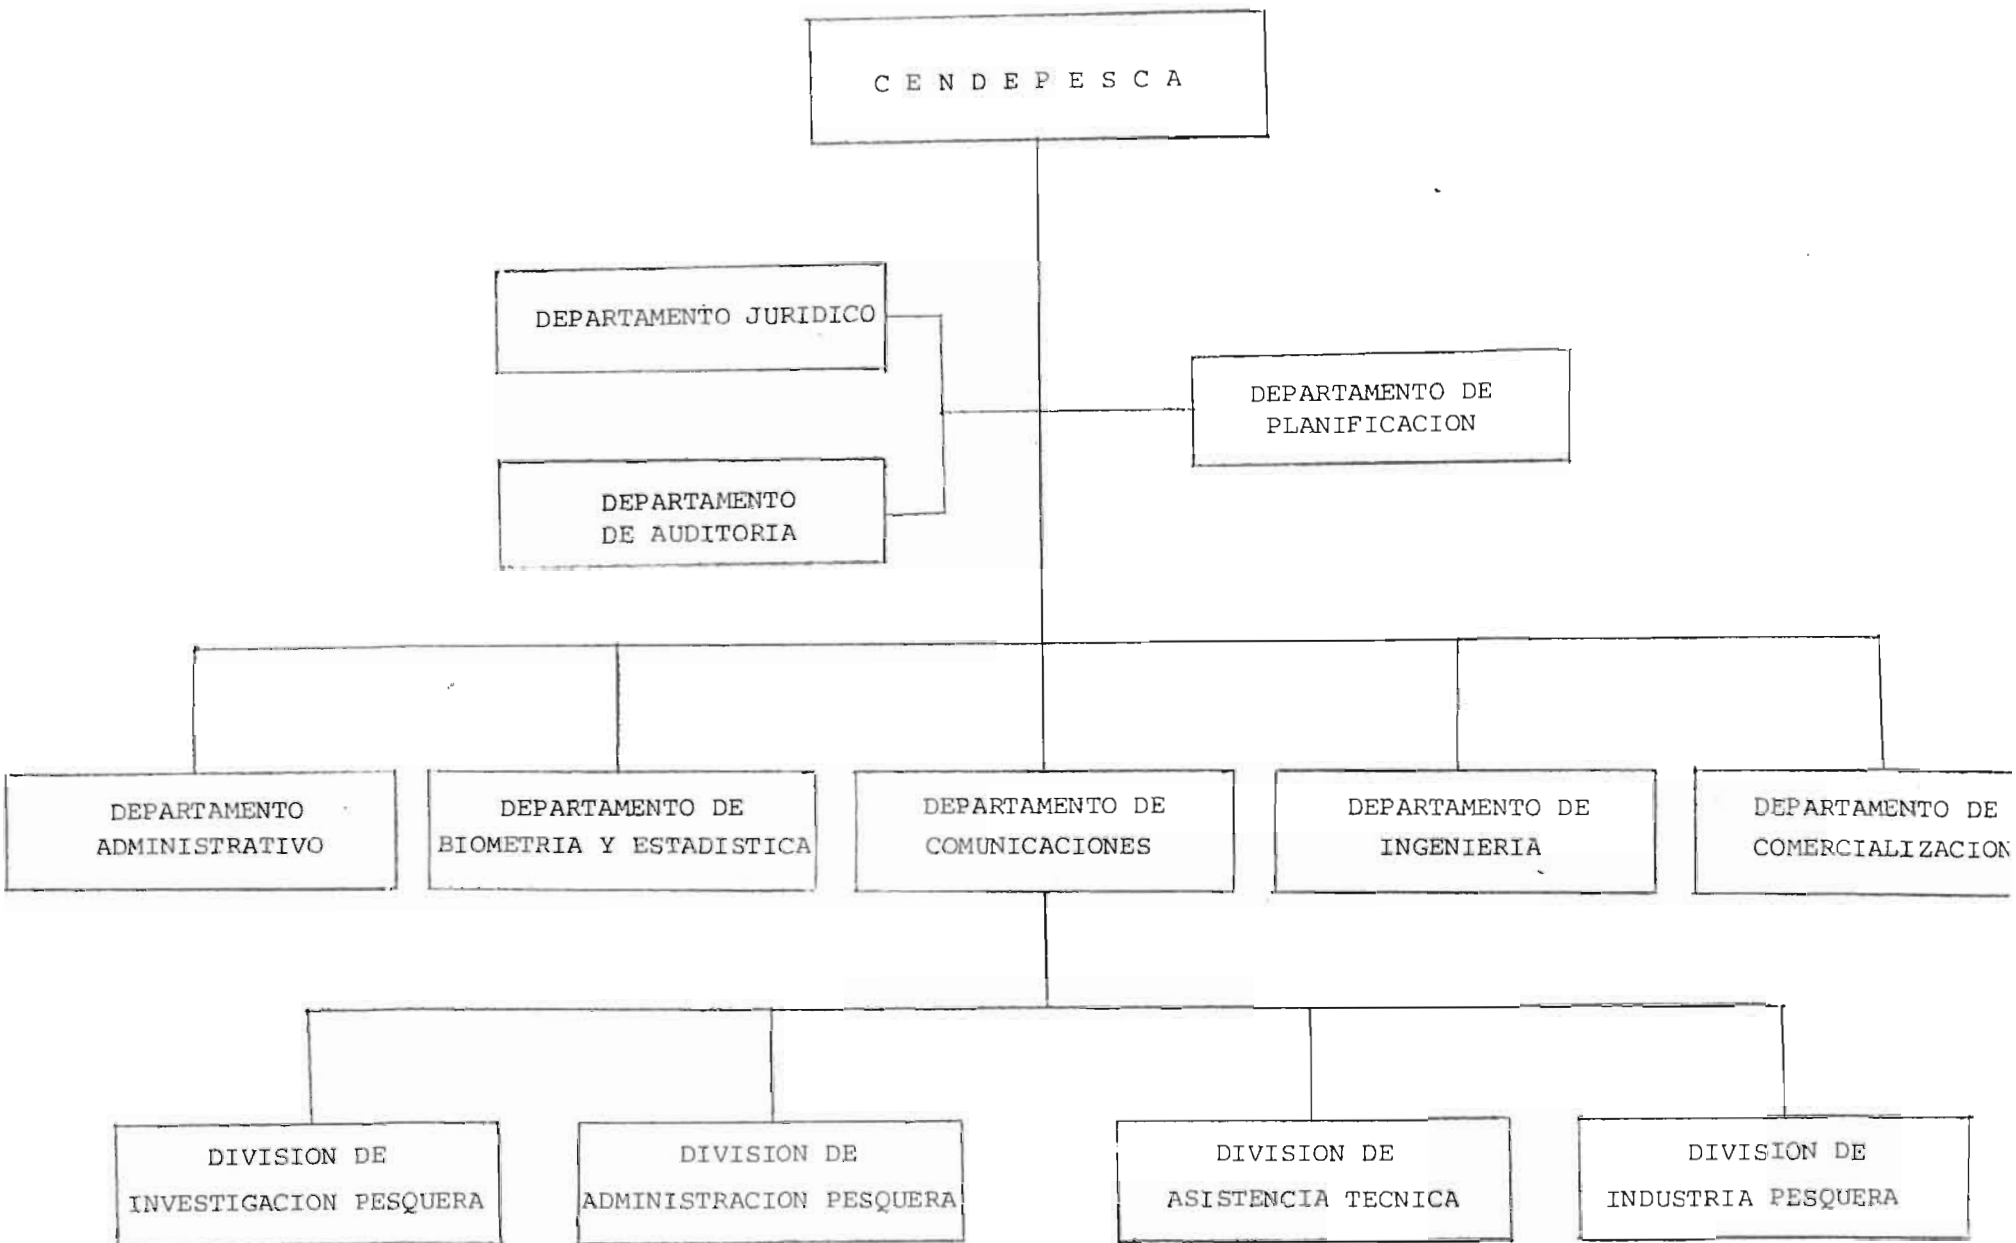 C E N D E P E S C A
DEPARTAMENTO JURIDICO
DEPARTAMENTO DE
PLANIFICACION
DEPARTAMENTO
DE AUDITORIA
DEPARTAMENTO
ADMINISTRATIVO
DEPARTAMENTO DE
BIOMETRIA Y ESTADISTICA
DEPARTAMENTO DE
COMUNICACIONES
DEPARTAMENTO DE
INGENIERIA
DEPARTAMENTO DE
COMERCIALIZACION
DIVISION DE
INVESTIGACION PESQUERA
DIVISION DE
ADMINISTRACION PESQUERA
DIVISION DE
ASISTENCIA TECNICA
DIVISION DE
INDUSTRIA PESQUERA